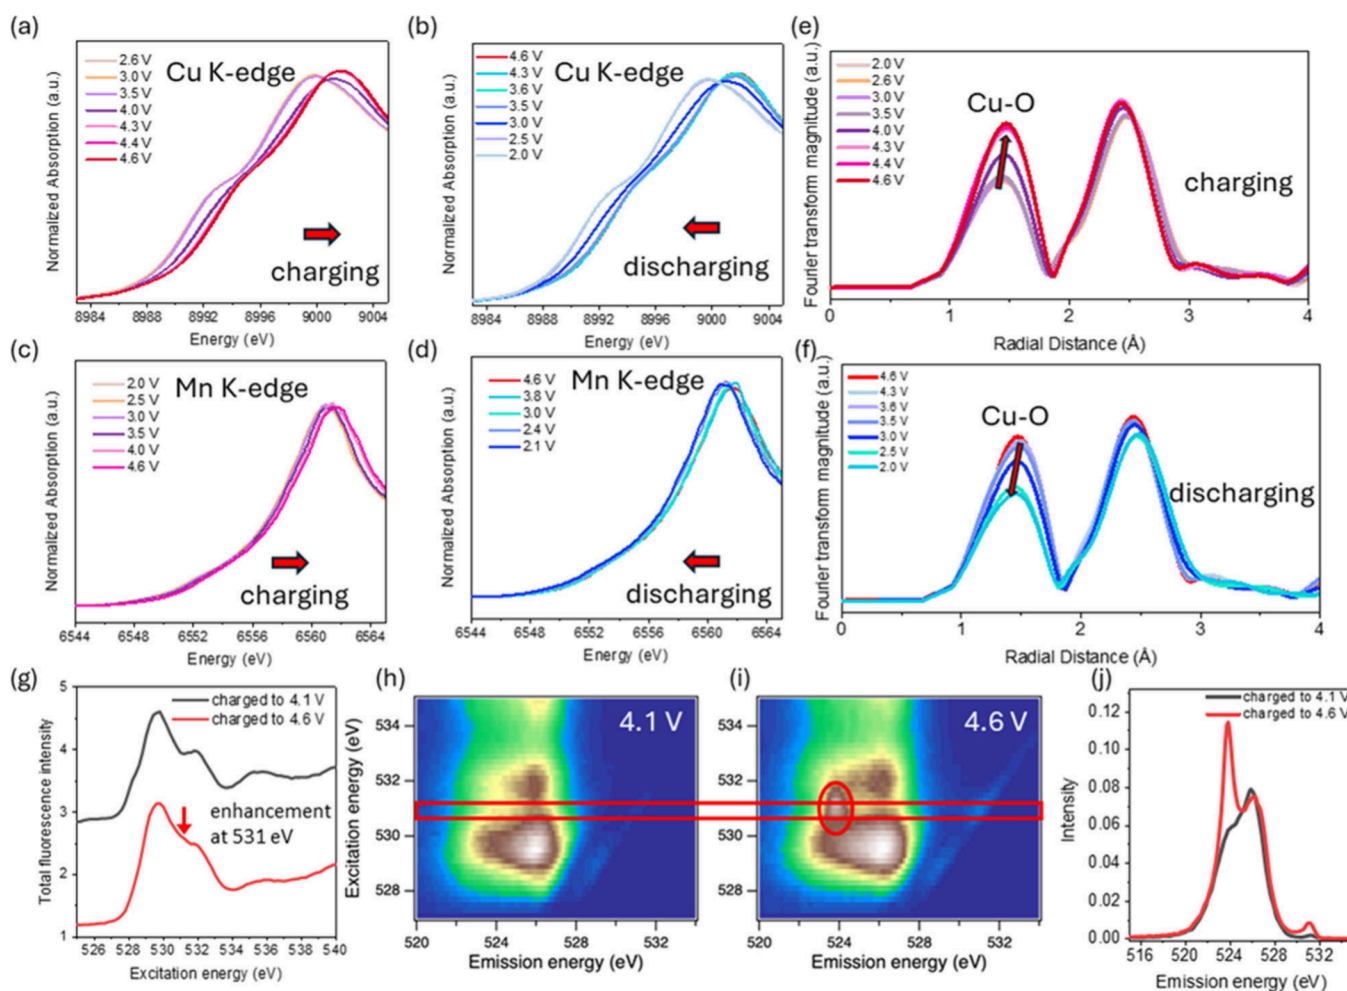 (a)
2.6 V
3.0 V
3.5 V
4.0 V
4.3 V
4.4 V
4.6 V
Cu K-edge
charging
Normalized Absorption (a.u.)
8984 8988 8992 8996 9000 9004
Energy (eV)
(b)
4.6 V
4.3 V
3.6 V
3.5 V
3.0 V
2.5 V
2.0 V
Cu K-edge
discharging
Normalized Absorption (a.u.)
8984 8988 8992 8996 9000 9004
Energy (eV)
(e)
2.0 V
2.6 V
3.0 V
3.5 V
4.0 V
4.3 V
4.4 V
4.6 V
Cu-O
charging
Fourier transform magnitude (a.u.)
0 1 2 3 4
Radial Distance (Å)
(c)
2.0 V
2.5 V
3.0 V
3.5 V
4.0 V
4.6 V
Mn K-edge
charging
Normalized Absorption (a.u.)
6544 6548 6552 6556 6560 6564
Energy (eV)
(d)
4.6 V
3.8 V
3.0 V
2.4 V
2.1 V
Mn K-edge
discharging
Normalized Absorption (a.u.)
6544 6548 6552 6556 6560 6564
Energy (eV)
(f)
4.6 V
4.3 V
3.6 V
3.5 V
3.0 V
2.5 V
2.0 V
Cu-O
discharging
Fourier transform magnitude (a.u.)
0 1 2 3 4
Radial Distance (Å)
(g)
charged to 4.1 V
charged to 4.6 V
enhancement
at 531 eV
Total fluorescence intensity
5
4
3
2
1
526 528 530 532 534 536 538 540
Excitation energy (eV)
(h)
4.1 V
Excitation energy (eV)
534
532
530
528
520 524 528 532
Emission energy (eV)
(i)
4.6 V
534
532
530
528
520 524 528 532
Emission energy (eV)
(j)
charged to 4.1 V
charged to 4.6 V
Intensity
0.12
0.10
0.08
0.06
0.04
0.02
0.00
516 520 524 528 532
Emission energy (eV)